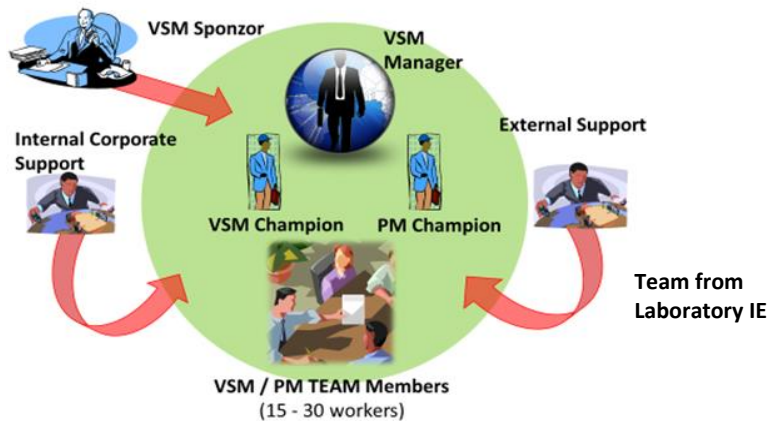 VSM Sponzor
VSM
Manager
External Support
Internal Corporate
Support
VSM Champion
PM Champion
Team from
Laboratory IE
VSM / PM TEAM Members
(15 - 30 workers)